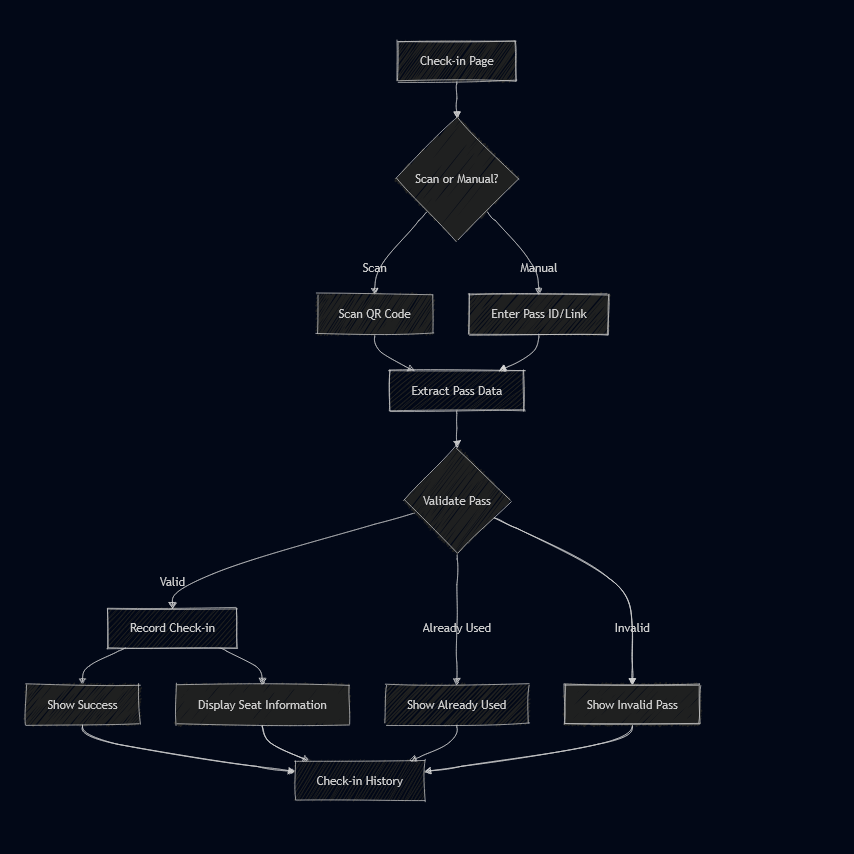 Check-in Page
Scan or Manual?
Scan
Manual
Scan QR Code
Enter Pass ID/Link
Extract Pass Data
Validate Pass
Valid
Record Check-in
Already Used
Invalid
Show Success
Display Seat Information
Show Already Used
Show Invalid Pass
Check-in History